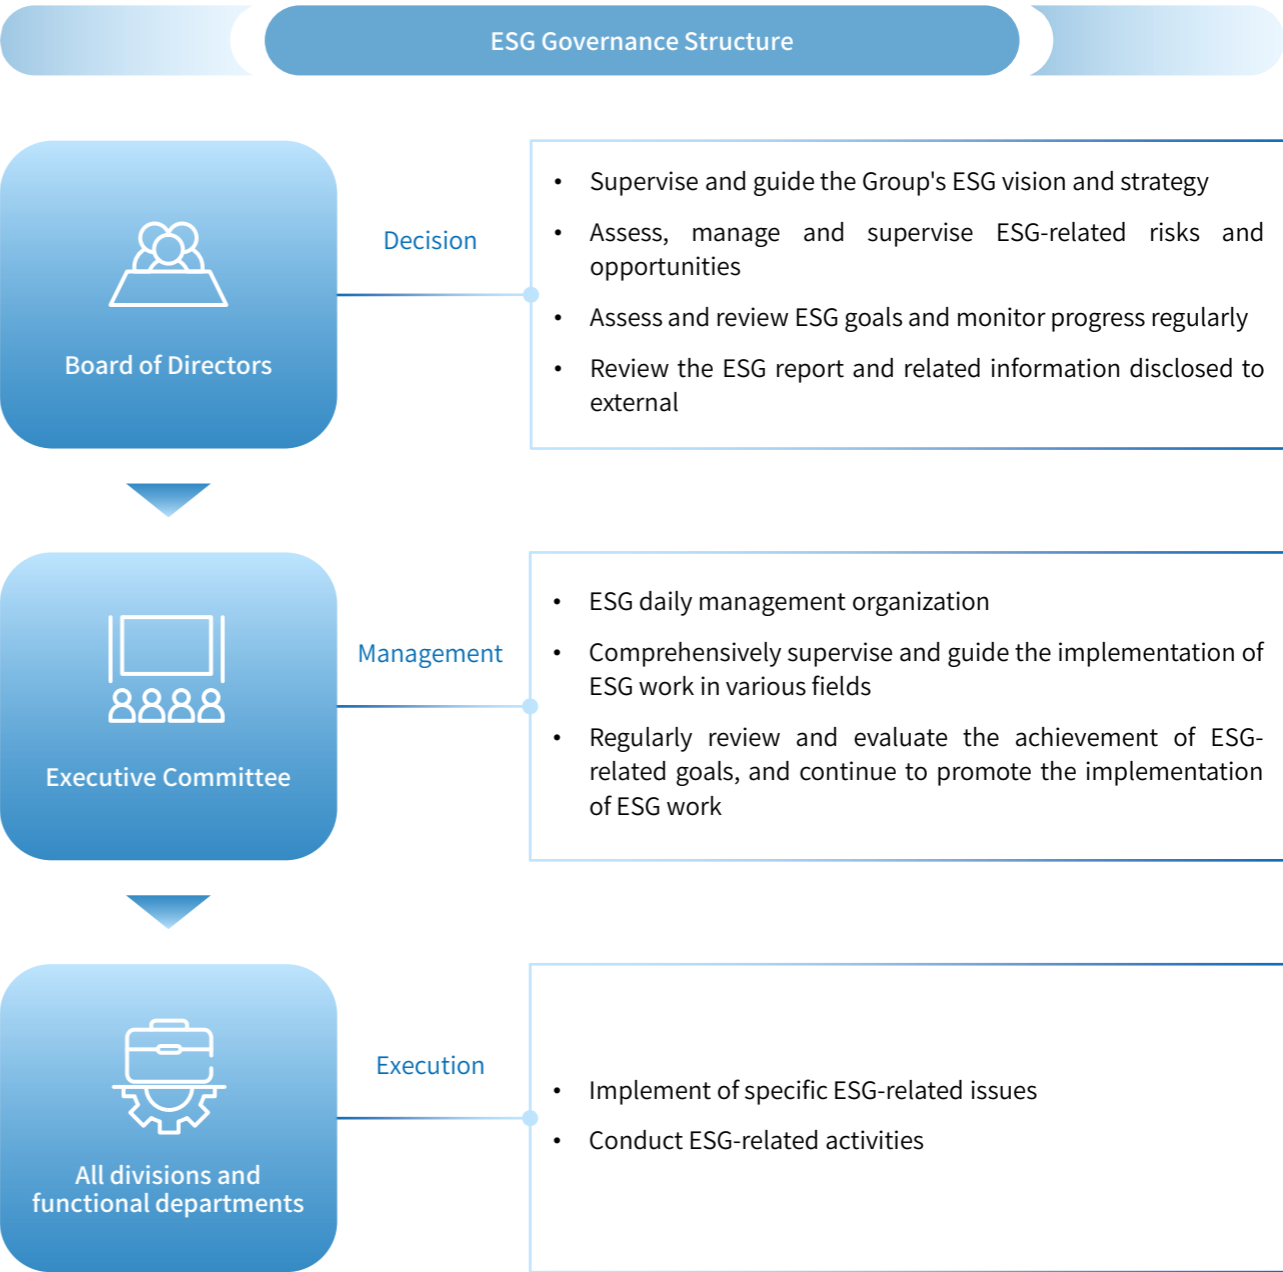 ESG Governance Structure
Board of Directors
Decision
• Supervise and guide the Group's ESG vision and strategy
• Assess, manage and supervise ESG-related risks and
opportunities
• Assess and review ESG goals and monitor progress regularly
• Review the ESG report and related information disclosed to
external
Executive Committee
Management
• ESG daily management organization
• Comprehensively supervise and guide the implementation of
ESG work in various fields
• Regularly review and evaluate the achievement of ESG-
related goals, and continue to promote the implementation
of ESG work
All divisions and
functional departments
Execution
• Implement of specific ESG-related issues
• Conduct ESG-related activities